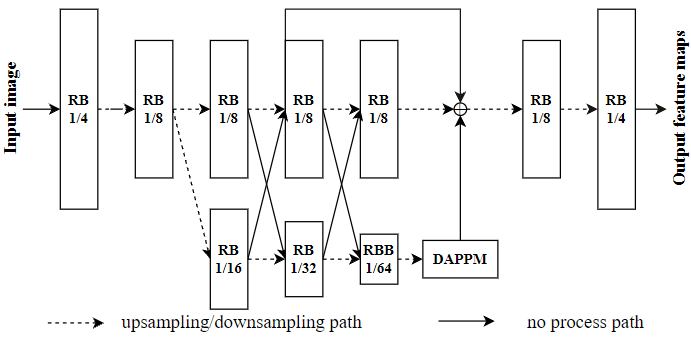 Input image
RB
1/4
RB
1/8
RB
1/8
RB
1/8
RB
1/8
RB
1/8
RB
1/4
Output feature maps
RB
1/16
RB
1/32
RBB
1/64
DAPPM
upsampling/downsampling path
no process path